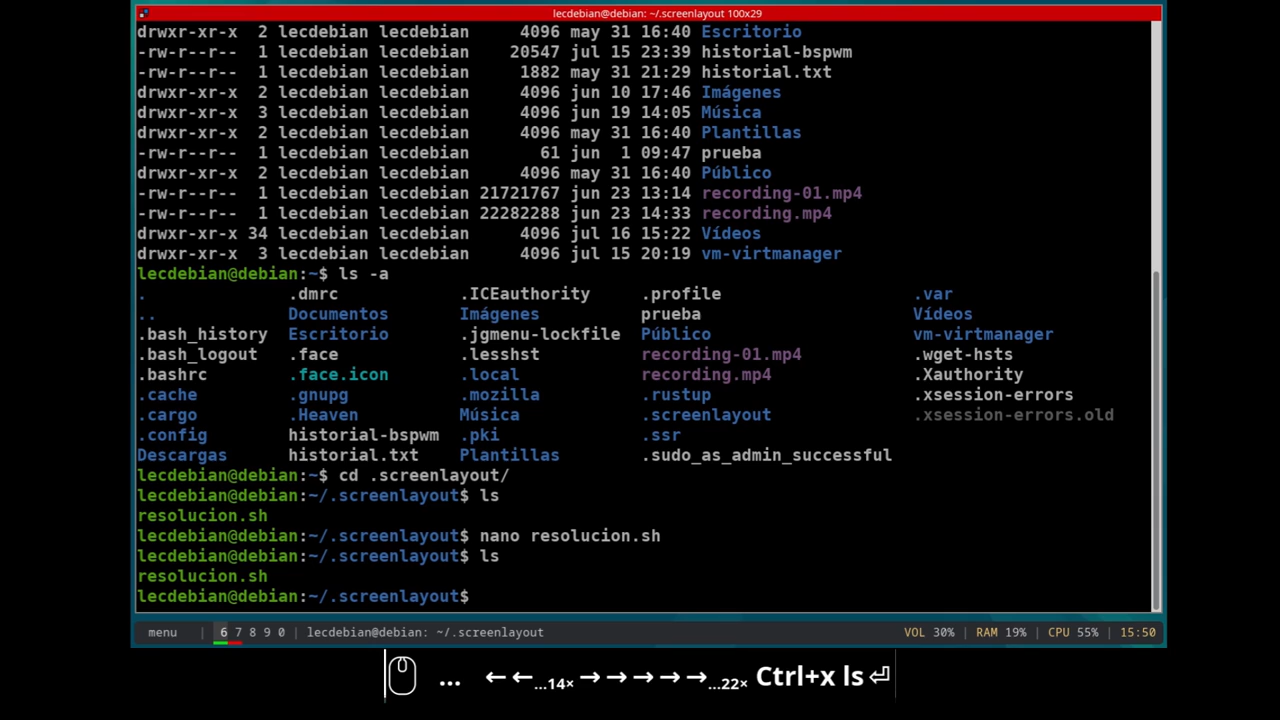 lecdebian@debian: ~/.screenlayout 100x29
drwxr-xr-x  2 lecdebian lecdebian     4096 may 31 16:40 Escritorio
-rw-r--r--  1 lecdebian lecdebian    20547 jul 15 23:39 historial-bspwm
-rw-r--r--  1 lecdebian lecdebian     1882 may 31 21:29 historial.txt
drwxr-xr-x  2 lecdebian lecdebian     4096 jun 10 17:46 Imágenes
drwxr-xr-x  3 lecdebian lecdebian     4096 jun 19 14:05 Música
drwxr-xr-x  2 lecdebian lecdebian     4096 may 31 16:40 Plantillas
-rw-r--r--  1 lecdebian lecdebian       61 jun  1 09:47 prueba
drwxr-xr-x  2 lecdebian lecdebian     4096 may 31 16:40 Público
-rw-r--r--  1 lecdebian lecdebian 21721767 jun 23 13:14 recording-01.mp4
-rw-r--r--  1 lecdebian lecdebian 22282288 jun 23 14:33 recording.mp4
drwxr-xr-x 34 lecdebian lecdebian     4096 jul 16 15:22 Vídeos
drwxr-xr-x  3 lecdebian lecdebian     4096 jul 15 20:19 vm-virtmanager
lecdebian@debian:~$ ls -a
.              .dmrc            .ICEauthority     .profile                   .var
..             Documentos       Imágenes          prueba                     Vídeos
.bash_history  Escritorio       .jgmenu-lockfile  Público                    vm-virtmanager
.bash_logout   .face            .lesshst          recording-01.mp4           .wget-hsts
.bashrc        .face.icon       .local            recording.mp4              .Xauthority
.cache         .gnupg           .mozilla          .rustup                    .xsession-errors
.cargo         .Heaven          Música            .screenlayout              .xsession-errors.old
.config        historial-bspwm  .pki              .ssr
Descargas      historial.txt    Plantillas        .sudo_as_admin_successful
lecdebian@debian:~$ cd .screenlayout/
lecdebian@debian:~/.screenlayout$ ls
resolucion.sh
lecdebian@debian:~/.screenlayout$ nano resolucion.sh
lecdebian@debian:~/.screenlayout$ ls
resolucion.sh
lecdebian@debian:~/.screenlayout$
menu | 6 7 8 9 0 | lecdebian@debian: ~/.screenlayout VOL 30% | RAM 19% | CPU 55% | 15:50
... ←←...14× →→→→→...22× Ctrl+x ls⏎